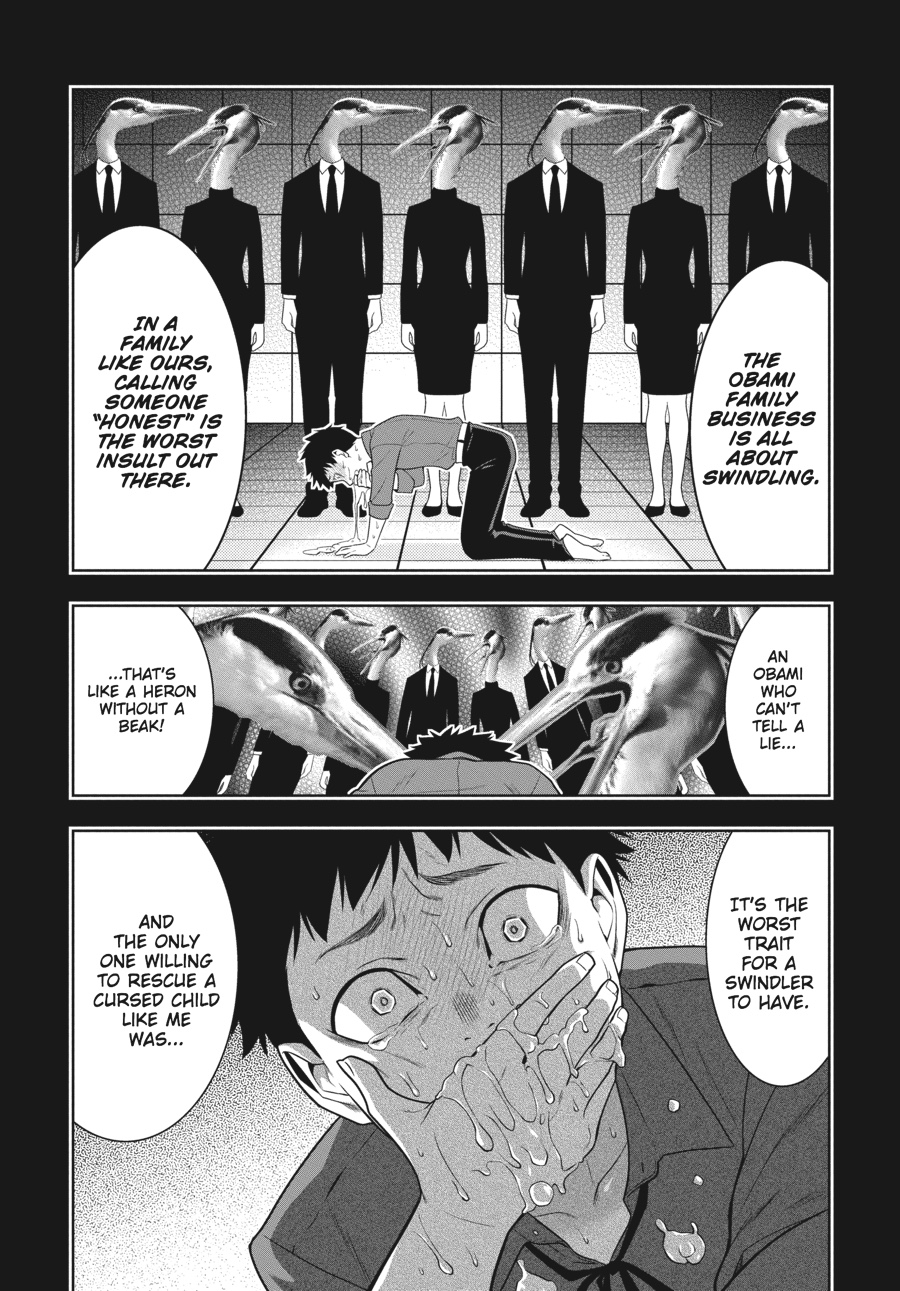 THE
OBAMI
FAMILY
BUSINESS
IS ALL
ABOUT
SWINDLING.
IN A
FAMILY
LIKE OURS,
CALLING
SOMEONE
"HONEST" IS
THE WORST
INSULT OUT
THERE.
AN
OBAMI
WHO
CAN'T
TELL A
LIE...
...THAT'S
LIKE A HERON
WITHOUT A
BEAK!
IT'S THE
WORST
TRAIT
FOR A
SWINDLER
TO HAVE.
AND
THE ONLY
ONE WILLING
TO RESCUE A
CURSED CHILD
LIKE ME
WAS...